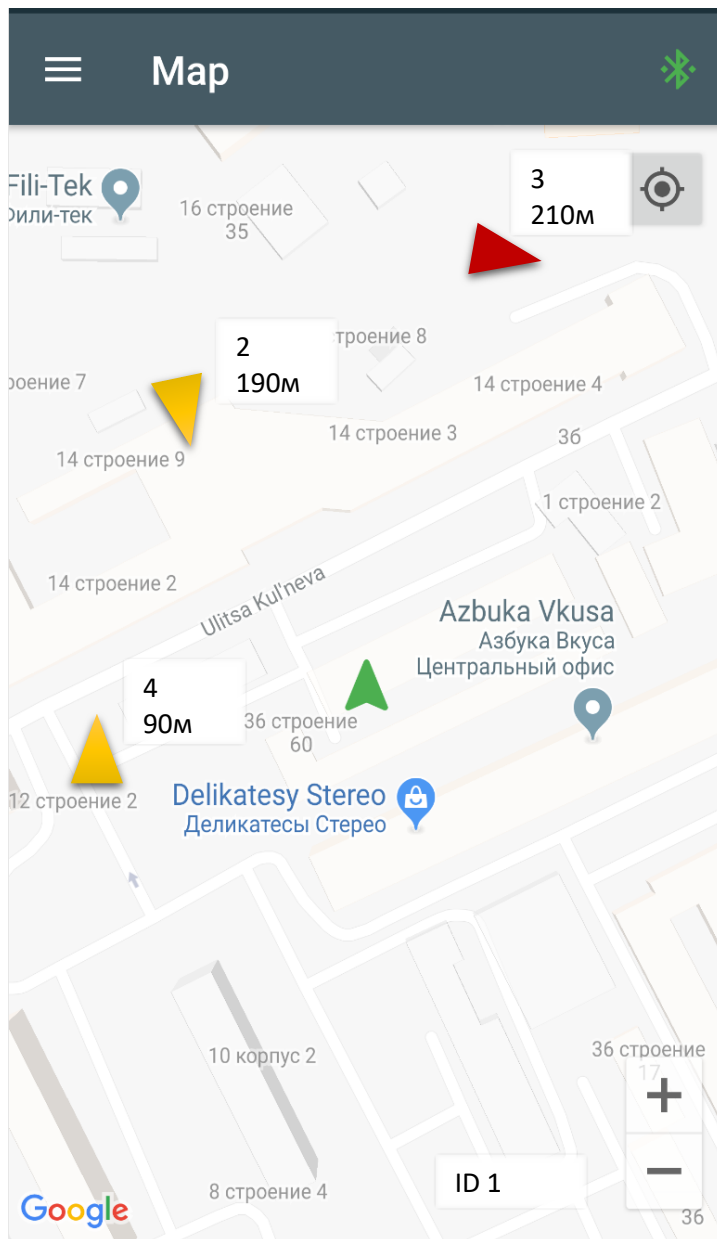 Map
Fili-Tek
Фили-тек
16 строение
35
3
210м
2
190м
троение 8
роение 7
14 строение 4
14 строение 9
14 строение 3
36
1 строение 2
14 строение 2
Ulitsa Kul'neva
Azbuka Vkusa
Азбука Вкуса
Центральный офис
4
90м
36 строение
60
12 строение 2
Delikatesy Stereo
Деликатесы Стерео
10 корпус 2
36 строение
17
ID 1
8 строение 4
Google
36